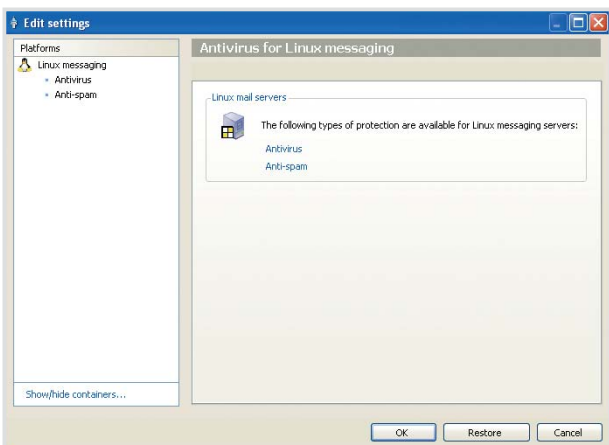 Edit settings
Platforms
Linux messaging
Antivirus
Anti-spam
Show/hide containers...
Antivirus for Linux messaging
Linux mail servers
The following types of protection are available for Linux messaging servers:
Antivirus
Anti-spam
OK
Restore
Cancel